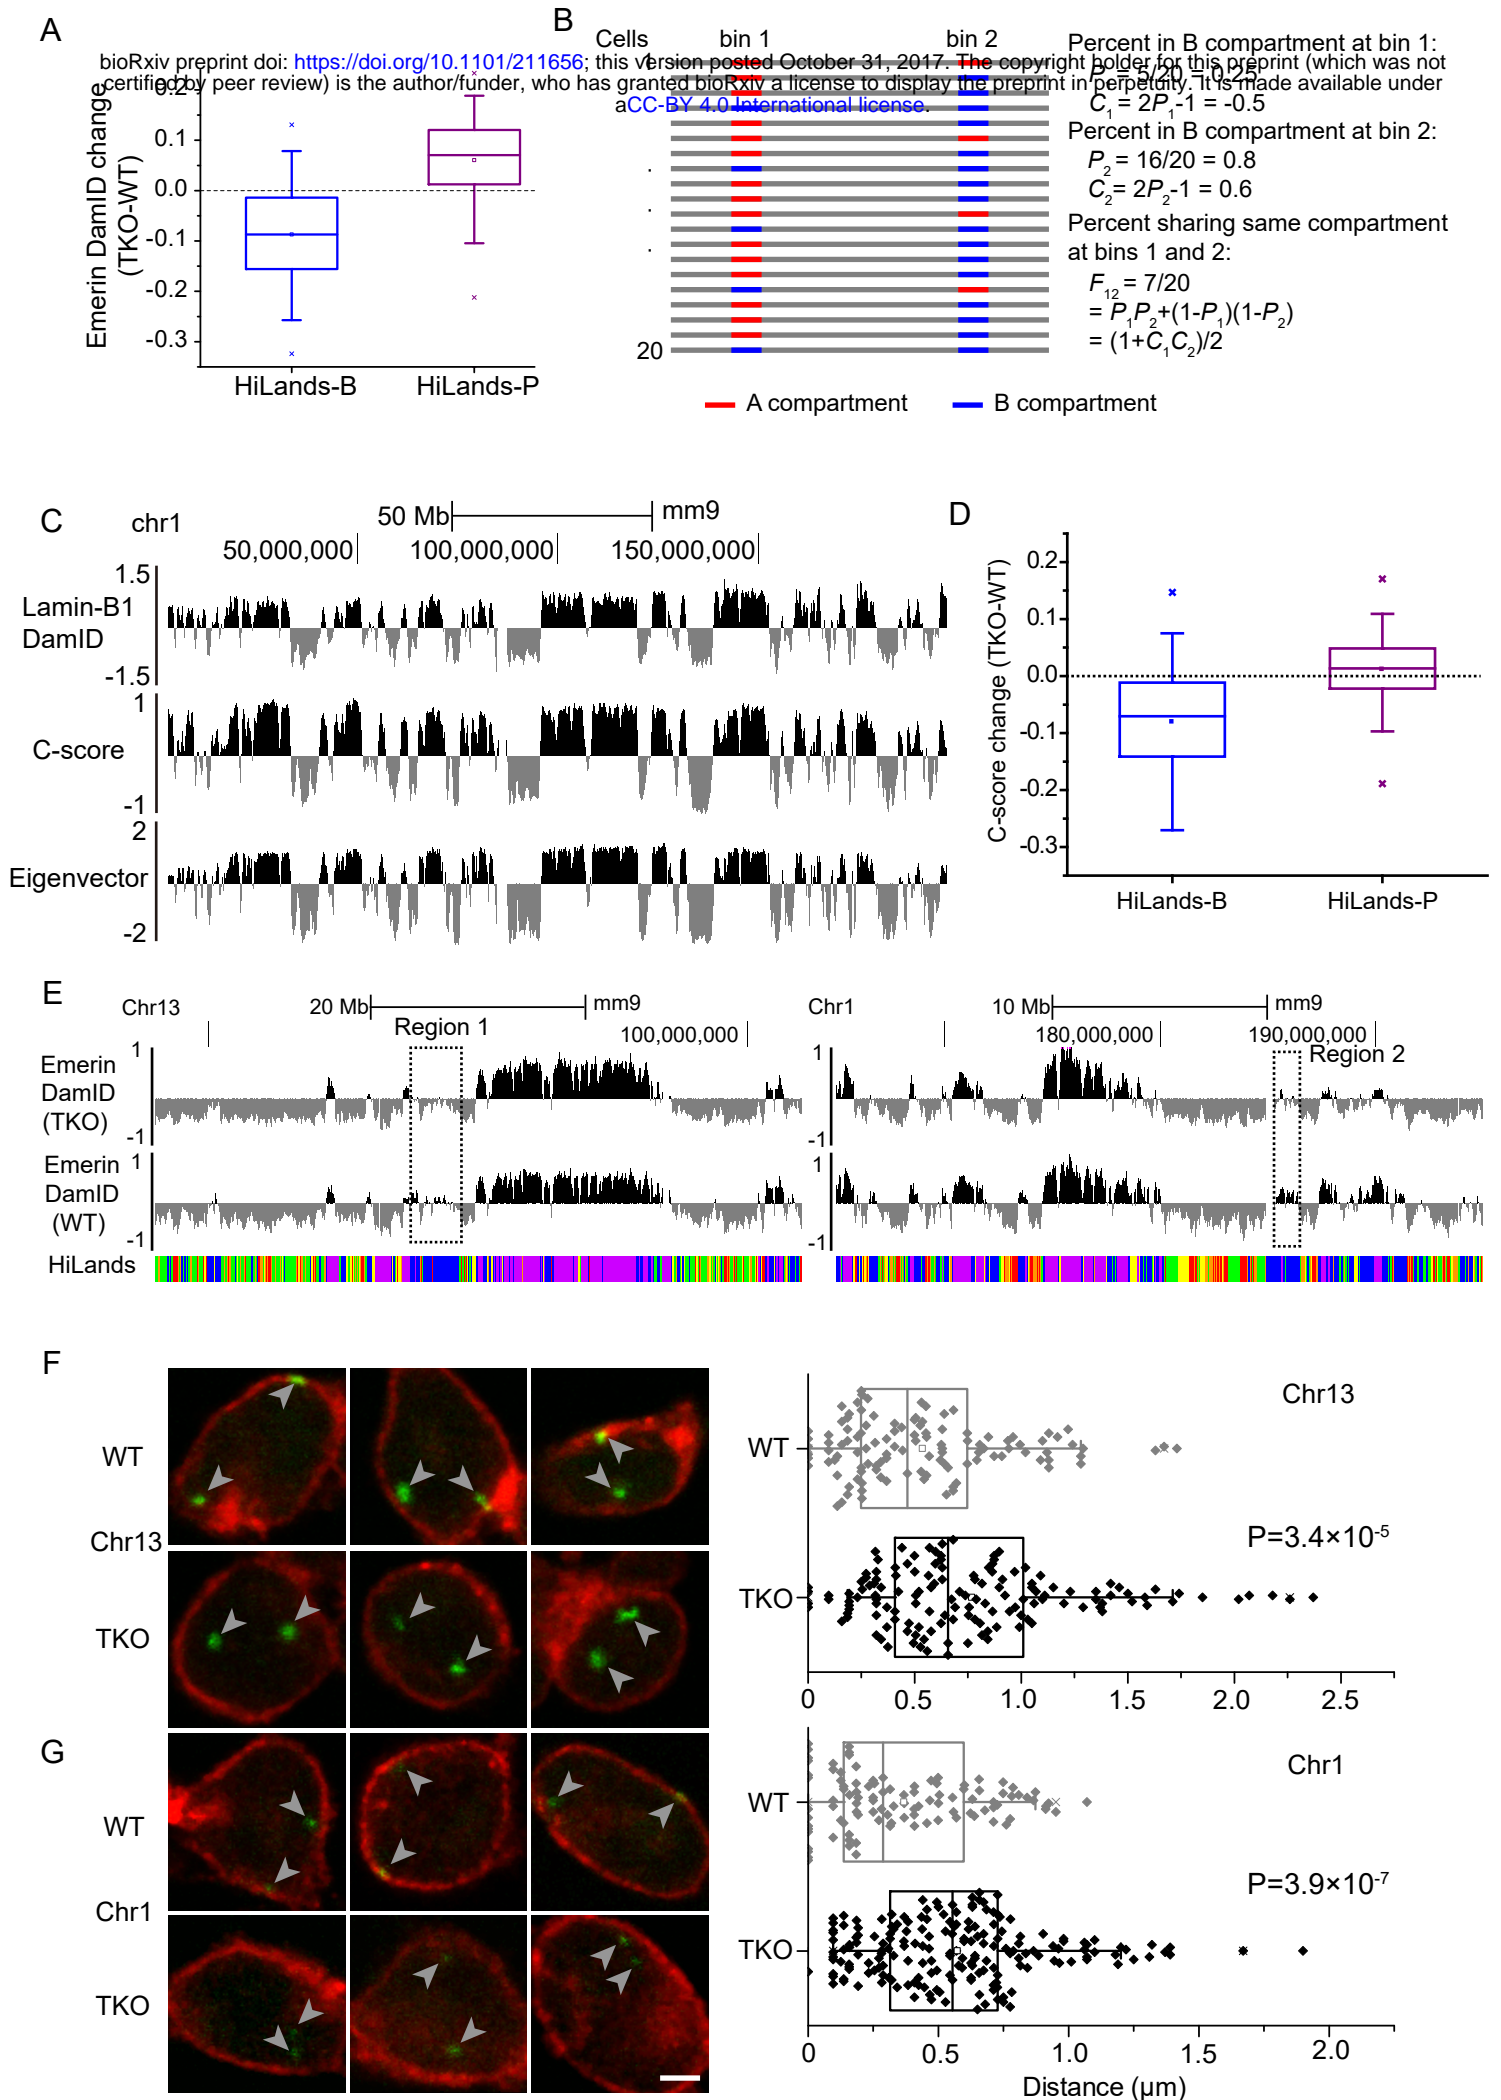 A
B
bioRxiv preprint doi: https://doi.org/10.1101/211656; this version posted October 31, 2017. The copyright holder for this preprint (which was not
certified by peer review) is the author/funder, who has granted bioRxiv a license to display the preprint in perpetuity. It is made available under
aCC-BY 4.0 International license.
Emerin DamID change
(TKO-WT)
0.2
0.1
0.0
-0.1
-0.2
-0.3
HiLands-B
HiLands-P
Cells
bin 1
bin 2
1
.
.
.
20
A compartment
B compartment
Percent in B compartment at bin 1:
P1 = 5/20 = 0.25
C1 = 2P1-1 = -0.5
Percent in B compartment at bin 2:
P2 = 16/20 = 0.8
C2= 2P2-1 = 0.6
Percent sharing same compartment
at bins 1 and 2:
F12 = 7/20
= P1P2+(1-P1)(1-P2)
= (1+C1C2)/2
C
chr1
50 Mb
mm9
50,000,000
100,000,000
150,000,000
Lamin-B1
DamID
1.5
-1.5
C-score
1
-1
Eigenvector
2
-2
D
C-score change (TKO-WT)
0.2
0.1
0.0
-0.1
-0.2
-0.3
HiLands-B
HiLands-P
E
Chr13
20 Mb
mm9
Region 1
100,000,000
Emerin
DamID
(TKO)
1
-1
Emerin
DamID
(WT)
1
-1
HiLands
Chr1
10 Mb
mm9
180,000,000
190,000,000
Region 2
1
-1
1
-1
F
WT
Chr13
TKO
Chr13
WT
P=3.4×10-5
TKO
0
0.5
1.0
1.5
2.0
2.5
G
WT
Chr1
TKO
Chr1
WT
P=3.9×10-7
TKO
0
0.5
1.0
1.5
2.0
Distance (µm)